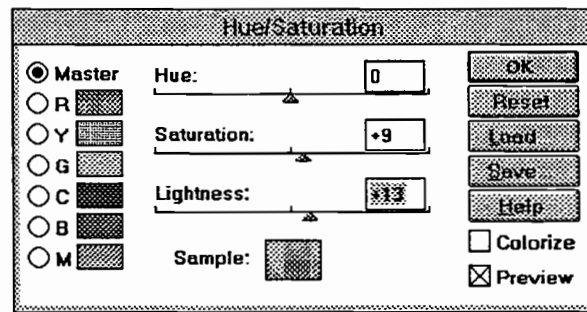 Hue/Saturation
Master
R
Y
G
C
B
M
Hue:
0
Saturation:
+9
Lightness:
+13
Sample:
OK
Reset
Load...
Save...
Help
Colorize
Preview